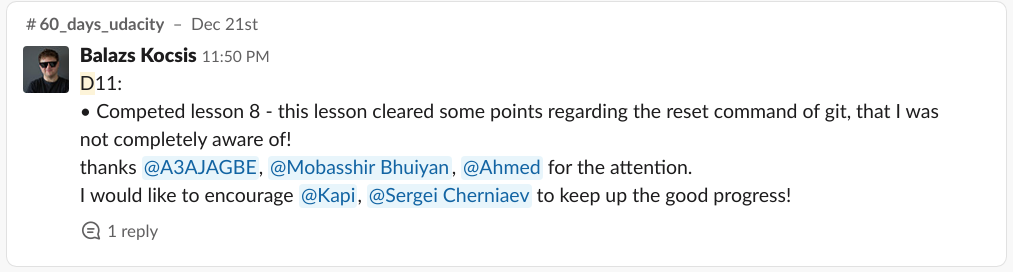 # 60_days_udacity – Dec 21st
Balazs Kocsis 11:50 PM
D11:
• Competed lesson 8 - this lesson cleared some points regarding the reset command of git, that I was
not completely aware of!
thanks @A3AJAGBE, @Mobasshir Bhuiyan, @Ahmed for the attention.
I would like to encourage @Kapi, @Sergei Cherniaev to keep up the good progress!
1 reply